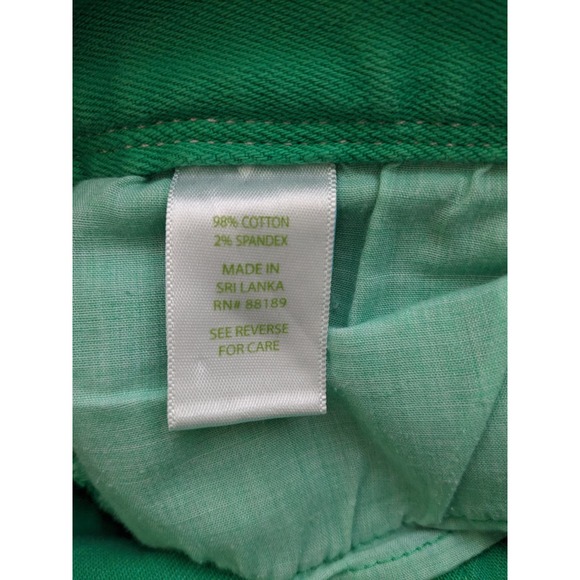 98% COTTON
2% SPANDEX
MADE IN
SRI LANKA
RN# 88189
SEE REVERSE
FOR CARE